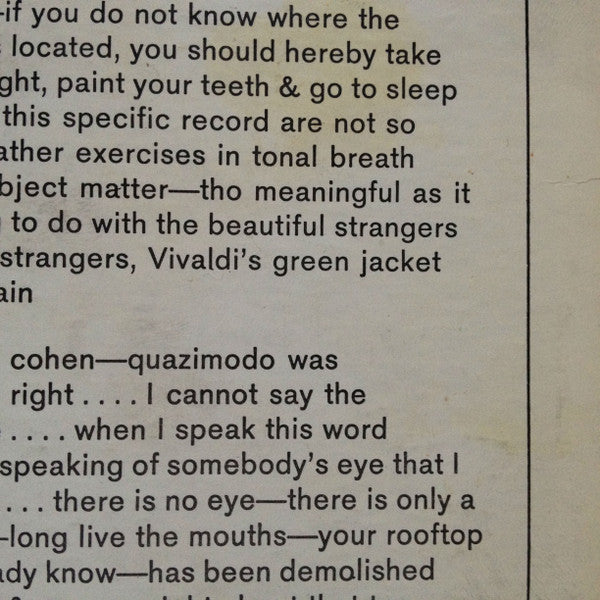 -if you do not know where the
located, you should hereby take
ght, paint your teeth & go to sleep
this specific record are not so
ather exercises in tonal breath
bject matter—tho meaningful as it
to do with the beautiful strangers
strangers, Vivaldi's green jacket
ain
cohen—quazimodo was
right . . . . I cannot say the
. . . . when I speak this word
speaking of somebody's eye that I
. . . . there is no eye—there is only a
-long live the mouths—your rooftop
ady know—has been demolished